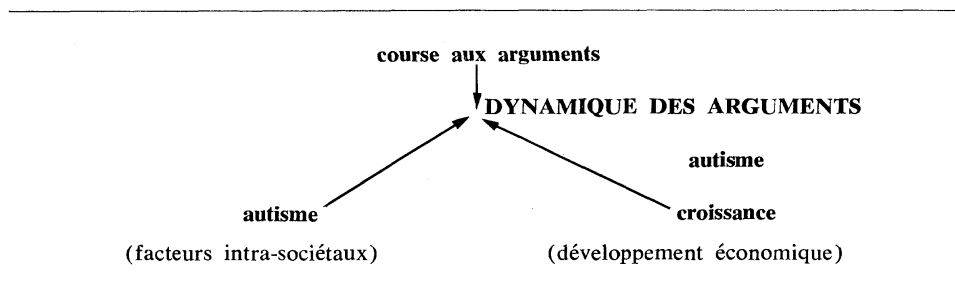 course aux arguments
DYNAMIQUE DES ARGUMENTS
autisme
autisme croissance
(facteurs intra-sociétaux) (développement économique)